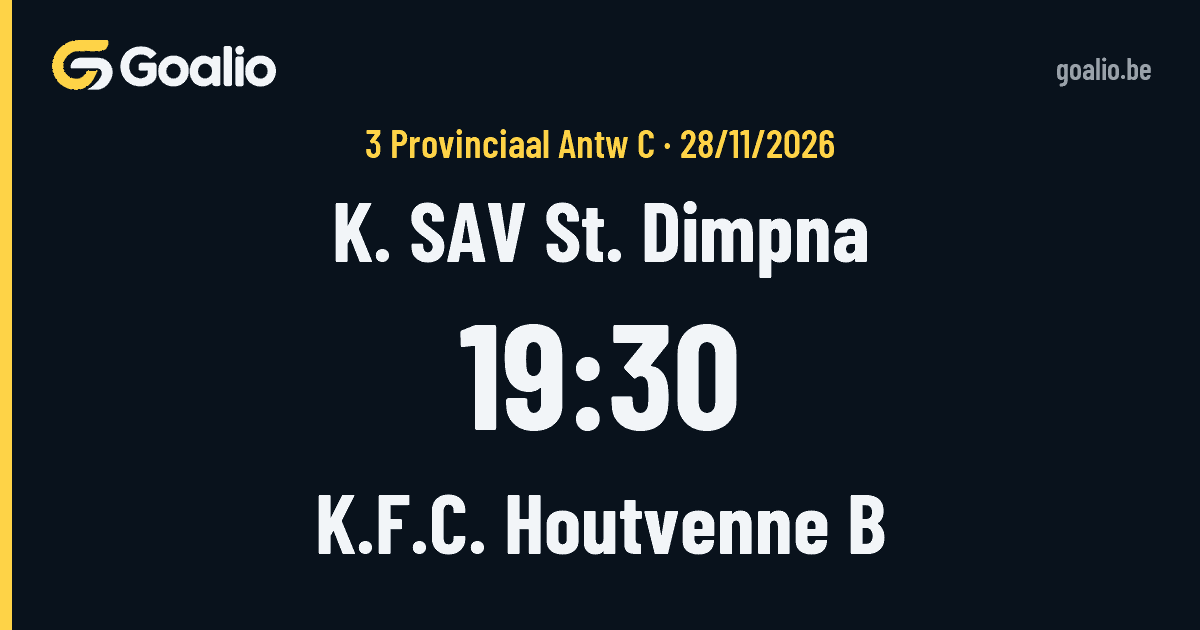 Goalio
goalio.be
3 Provinciaal Antw C · 28/11/2026
K. SAV St. Dimpna
19:30
K.F.C. Houtvenne B